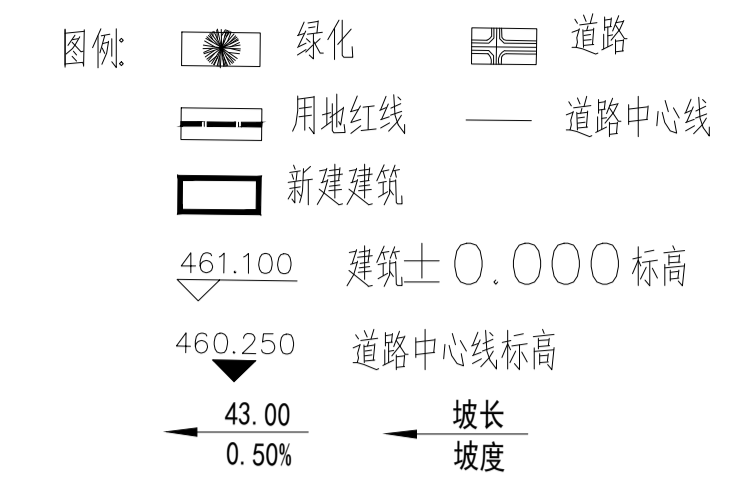 图例:
绿化
道路
用地红线
道路中心线
新建建筑
461.100
建筑±0.000标高
460.250
道路中心线标高
43.00
0.50%
坡长
坡度